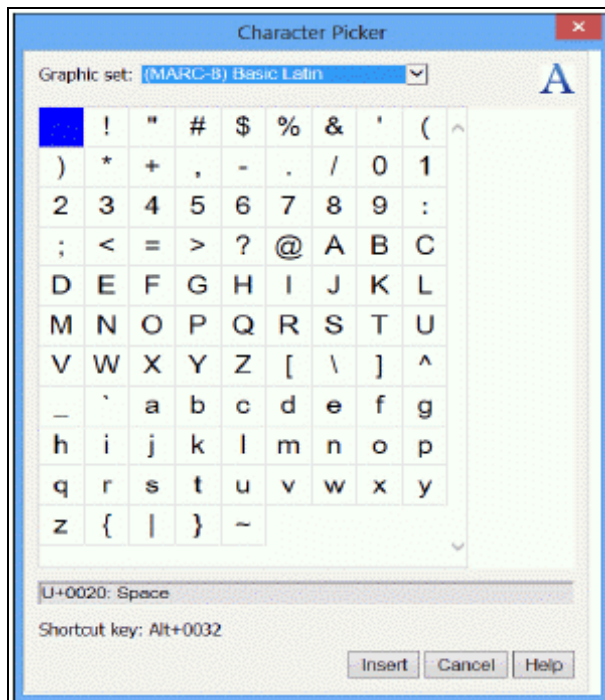 Character Picker
Graphic set: (MARC-8) Basic Latin
A
! " # $ % & ' (
) * + , - . / 0 1
2 3 4 5 6 7 8 9 :
; < = > ? @ A B C
D E F G H I J K L
M N O P Q R S T U
V W X Y Z [ \ ] ^
_ ` a b c d e f g
h i j k l m n o p
q r s t u v w x y
z { | } ~
U+0020: Space
Shortcut key: Alt+0032
Insert Cancel Help